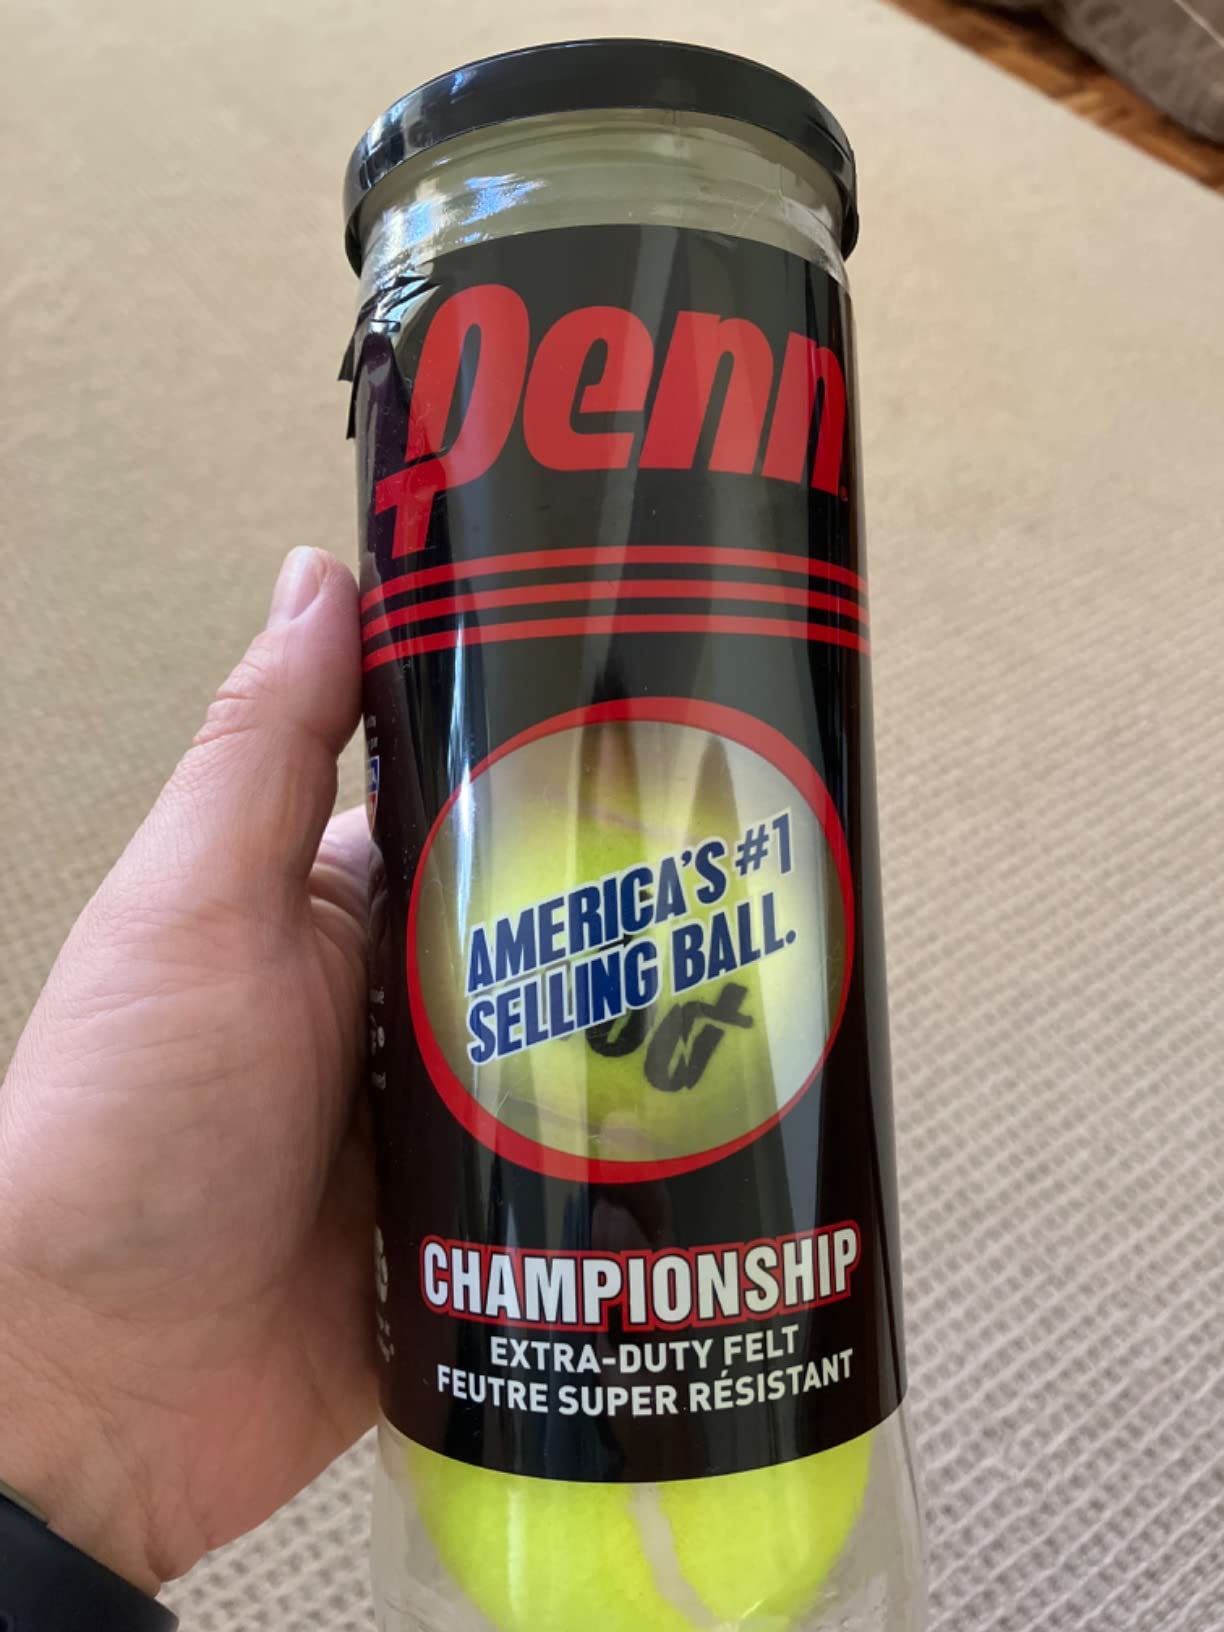 Penn
AMERICA'S #1
SELLING BALL.
CHAMPIONSHIP
EXTRA-DUTY FELT
FEUTRE SUPER RÉSISTANT